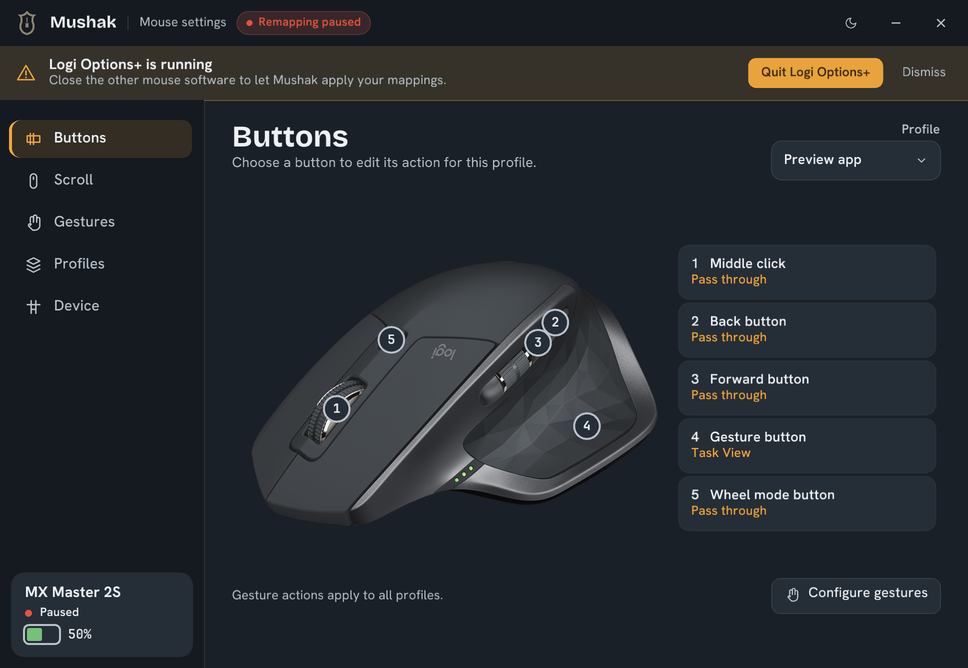 Mushak
Mouse settings
Remapping paused
Logi Options+ is running
Close the other mouse software to let Mushak apply your mappings.
Quit Logi Options+
Dismiss
Buttons
Scroll
Gestures
Profiles
Device
Buttons
Choose a button to edit its action for this profile.
Profile
Preview app
logi
1
2
3
4
5
1 Middle click
Pass through
2 Back button
Pass through
3 Forward button
Pass through
4 Gesture button
Task View
5 Wheel mode button
Pass through
Gesture actions apply to all profiles.
Configure gestures
MX Master 2S
Paused
50%